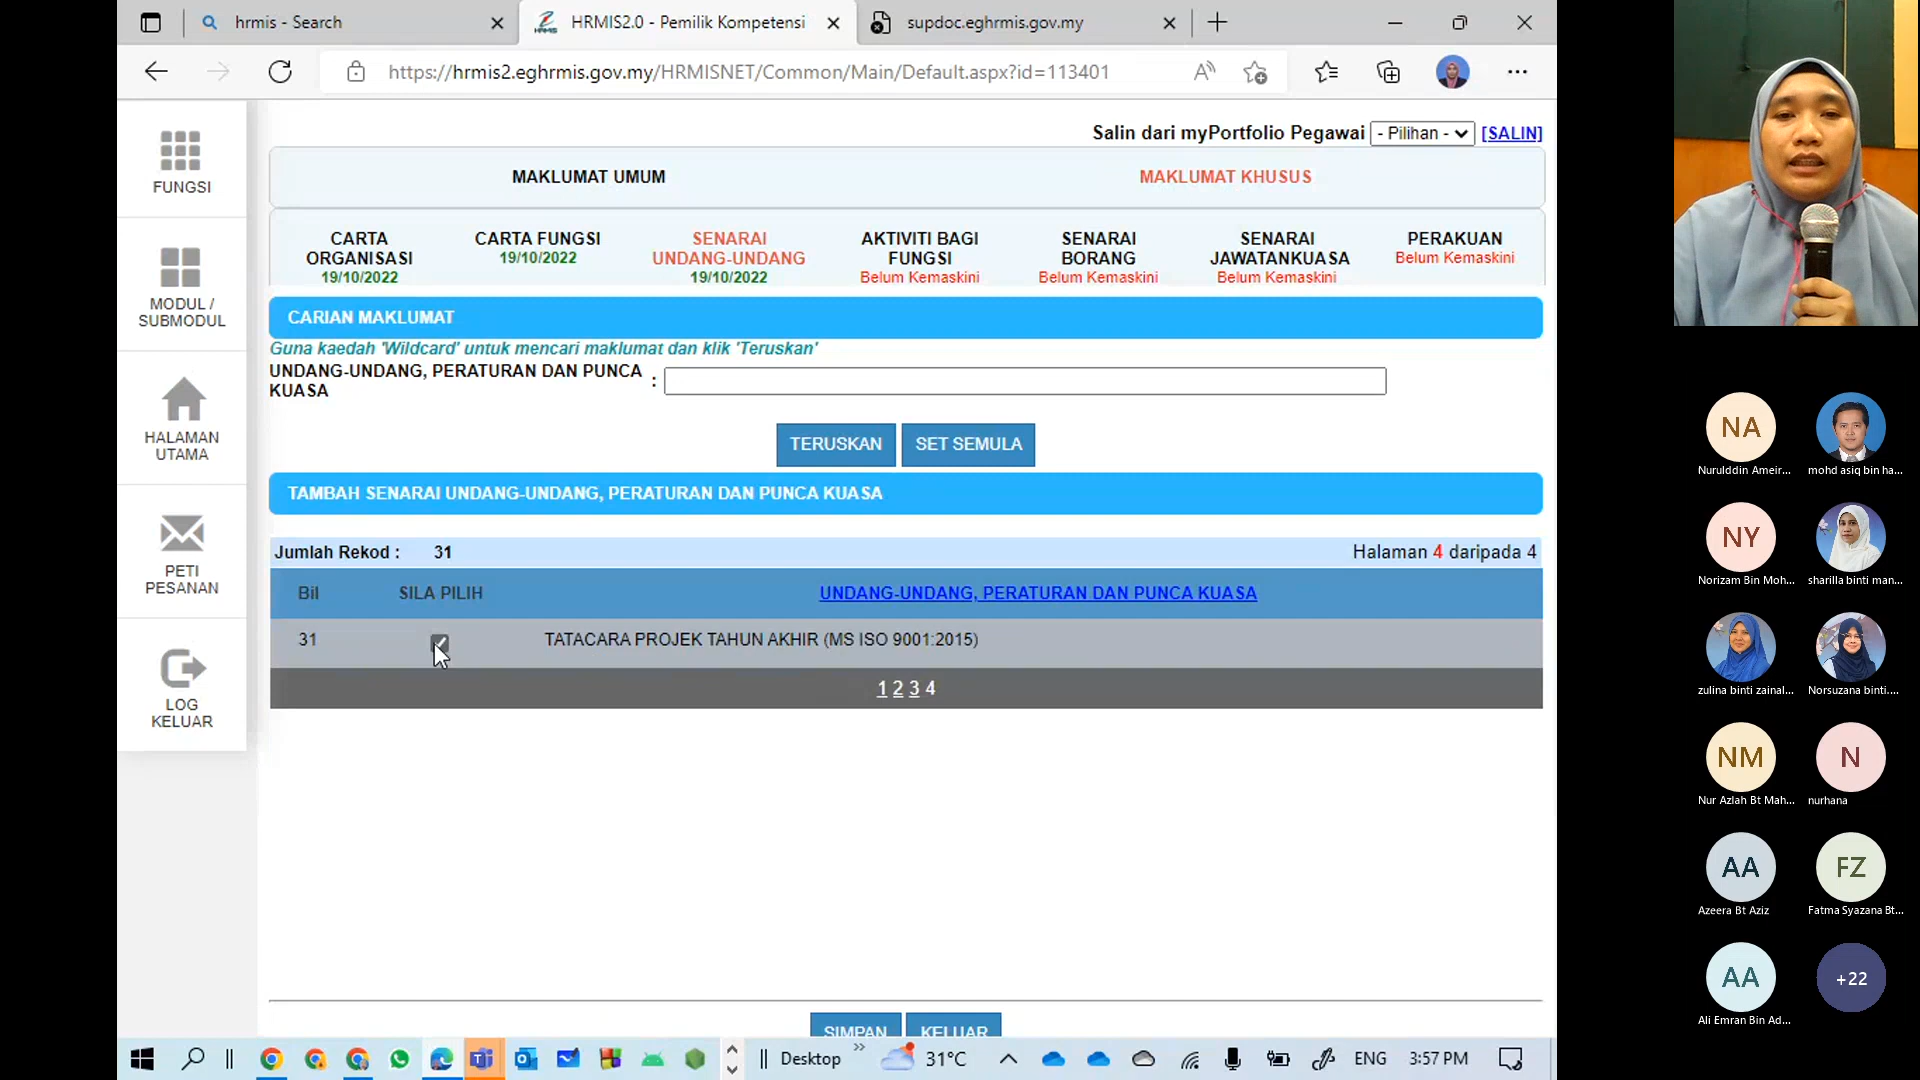 hrmis - Search
HRMIS2.0 - Pemilik Kompetensi
supdoc.eghrmis.gov.my
https://hrmis2.eghrmis.gov.my/HRMISNET/Common/Main/Default.aspx?id=113401
FUNGSI
MODUL /
SUBMODUL
HALAMAN
UTAMA
PETI
PESANAN
LOG
KELUAR
Salin dari myPortfolio Pegawai - Pilihan - [SALIN]
MAKLUMAT UMUM
MAKLUMAT KHUSUS
CARTA
ORGANISASI
19/10/2022
CARTA FUNGSI
19/10/2022
SENARAI
UNDANG-UNDANG
19/10/2022
AKTIVITI BAGI
FUNGSI
Belum Kemaskini
SENARAI
BORANG
Belum Kemaskini
SENARAI
JAWATANKUASA
Belum Kemaskini
PERAKUAN
Belum Kemaskini
CARIAN MAKLUMAT
Guna kaedah 'Wildcard' untuk mencari maklumat dan klik 'Teruskan'
UNDANG-UNDANG, PERATURAN DAN PUNCA
KUASA :
TERUSKAN SET SEMULA
TAMBAH SENARAI UNDANG-UNDANG, PERATURAN DAN PUNCA KUASA
Jumlah Rekod : 31 Halaman 4 daripada 4
Bil SILA PILIH UNDANG-UNDANG, PERATURAN DAN PUNCA KUASA
31 TATACARA PROJEK TAHUN AKHIR (MS ISO 9001:2015)
1 2 3 4
SIMPAN KELUAR
Desktop 31°C ENG 3:57 PM
NA
Nurulddin Ameir...
mohd asiq bin ha...
NY
Norizam Bin Moh...
sharilla binti man...
zulina binti zainal...
Norsuzana binti....
NM
Nur Azlah Bt Mah...
N
nurhana
AA
Azeera Bt Aziz
FZ
Fatma Syazana Bt...
AA
Ali Emran Bin Ad...
+22